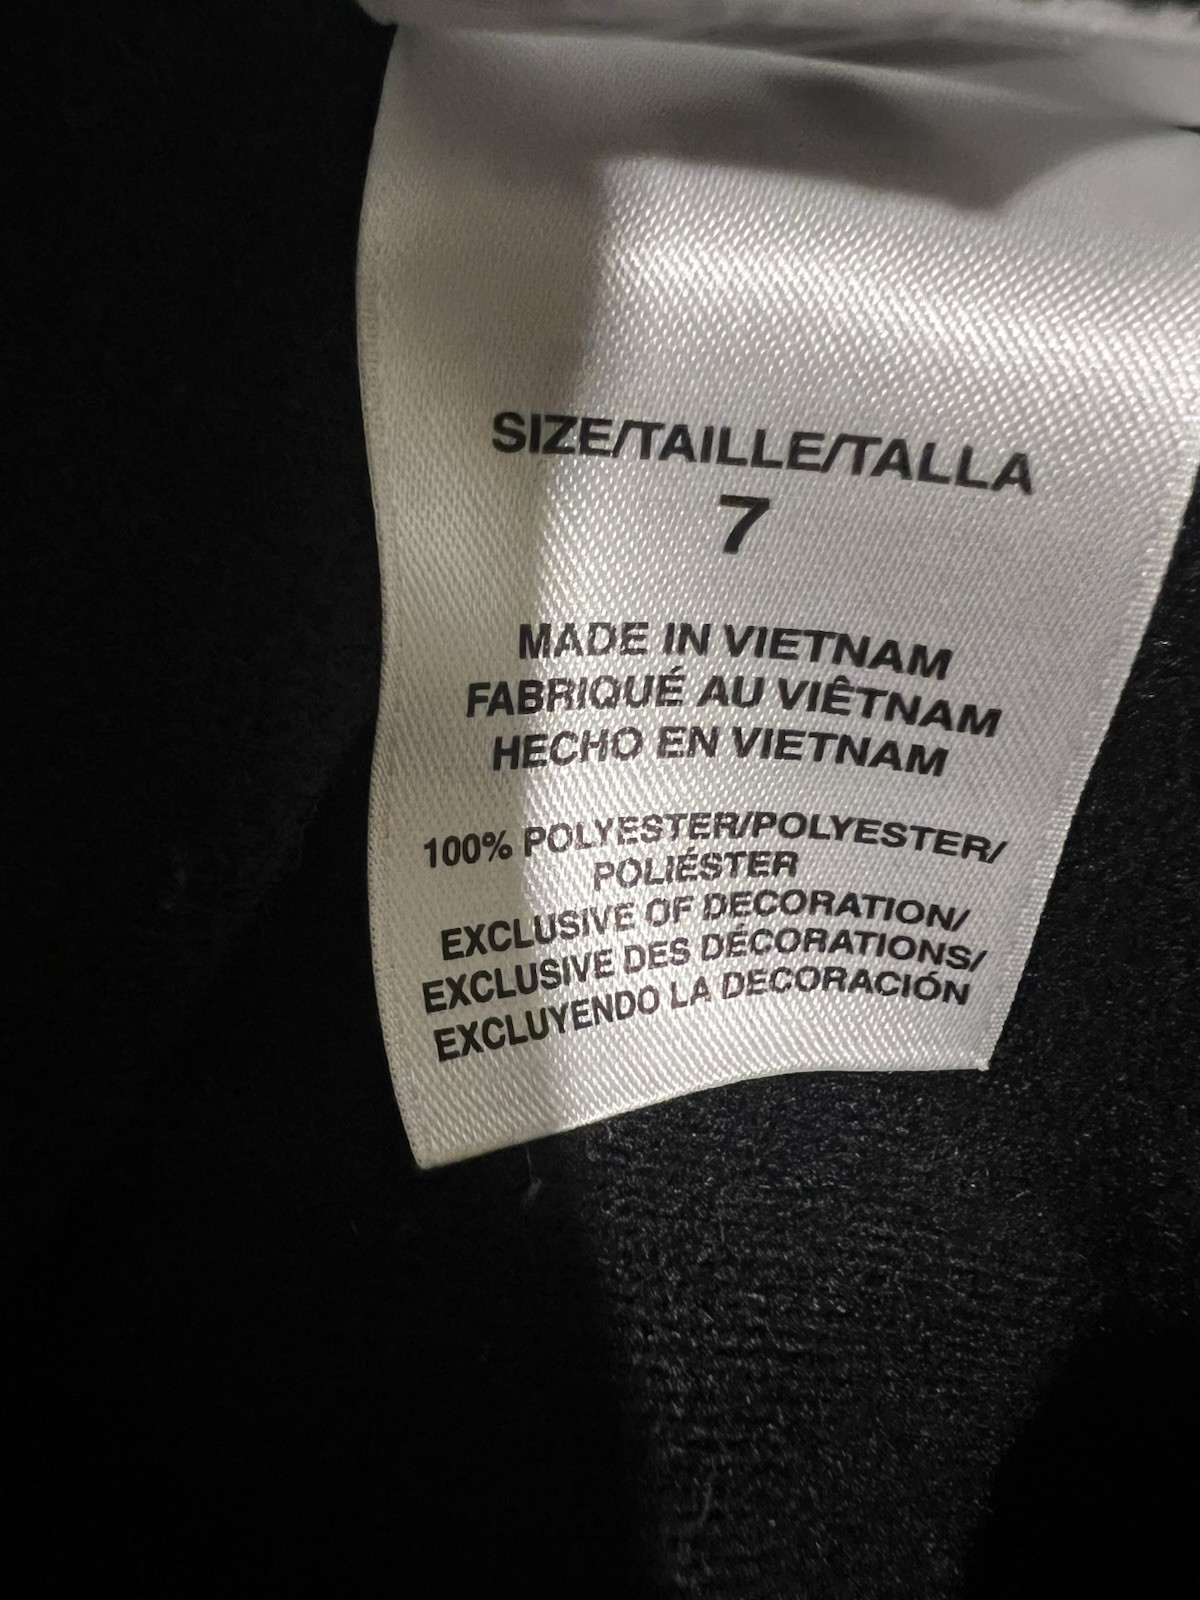 SIZE/TAILLE/TALLA
7
MADE IN VIETNAM
FABRIQUÉ AU VIÊTNAM
HECHO EN VIETNAM
100% POLYESTER/POLYESTER/
POLIÉSTER
EXCLUSIVE OF DECORATION/
EXCLUSIVE DES DÉCORATIONS/
EXCLUYENDO LA DECORACIÓN